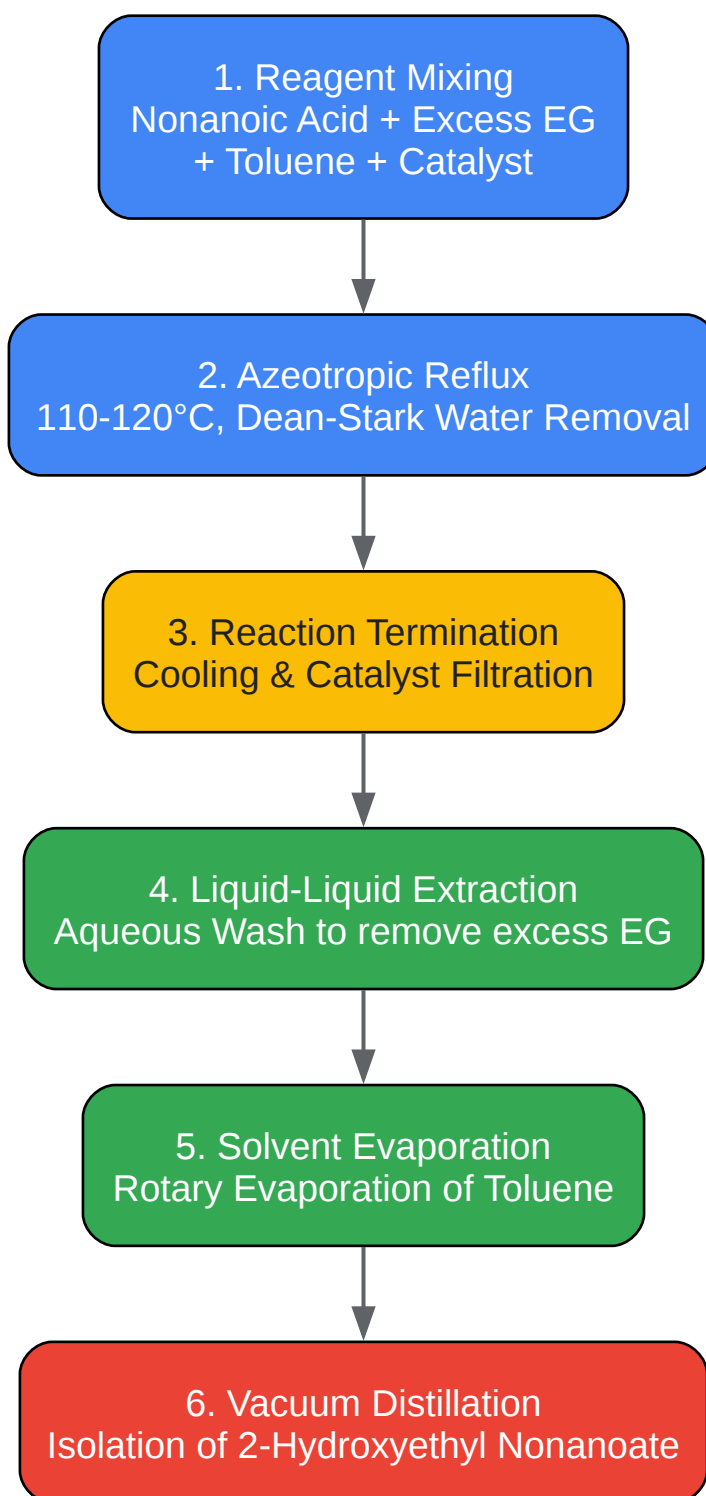 1. Reagent Mixing
Nonanoic Acid + Excess EG
+ Toluene + Catalyst
2. Azeotropic Reflux
110-120°C, Dean-Stark Water Removal
3. Reaction Termination
Cooling & Catalyst Filtration
4. Liquid-Liquid Extraction
Aqueous Wash to remove excess EG
5. Solvent Evaporation
Rotary Evaporation of Toluene
6. Vacuum Distillation
Isolation of 2-Hydroxyethyl Nonanoate